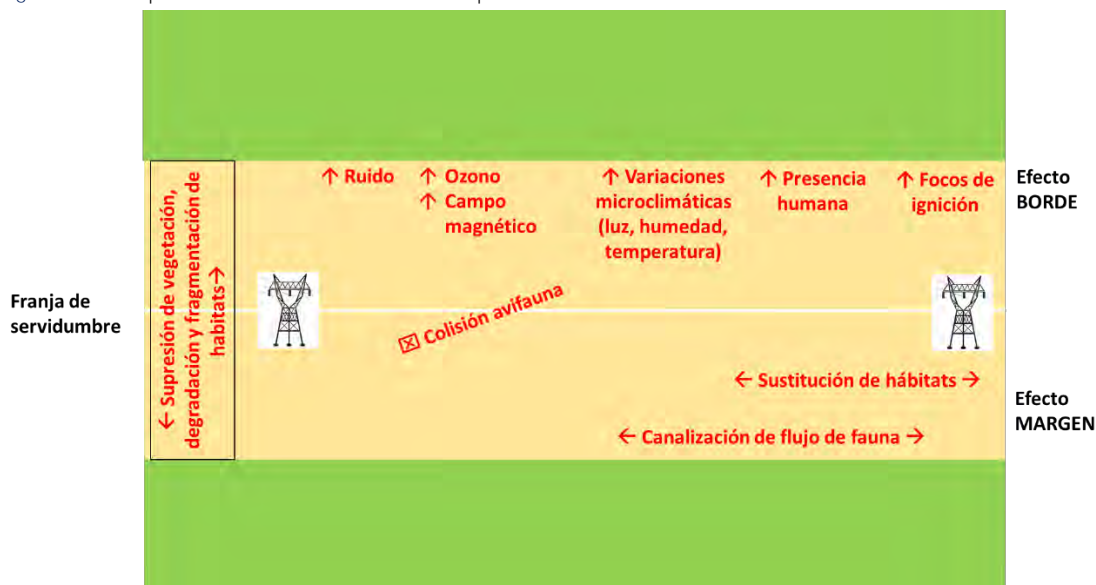 ↑ Ruido
↑ Ozono
↑ Campo
magnético
↑ Variaciones
microclimáticas
(luz, humedad,
temperatura)
↑ Presencia
humana
↑ Focos de
ignición
Efecto
BORDE
← Supresión de vegetación,
degradación y fragmentación de
habitats→
Franja de
servidumbre
Colisión avifauna
← Sustitución de hábitats →
← Canalización de flujo de fauna →
Efecto
MARGEN